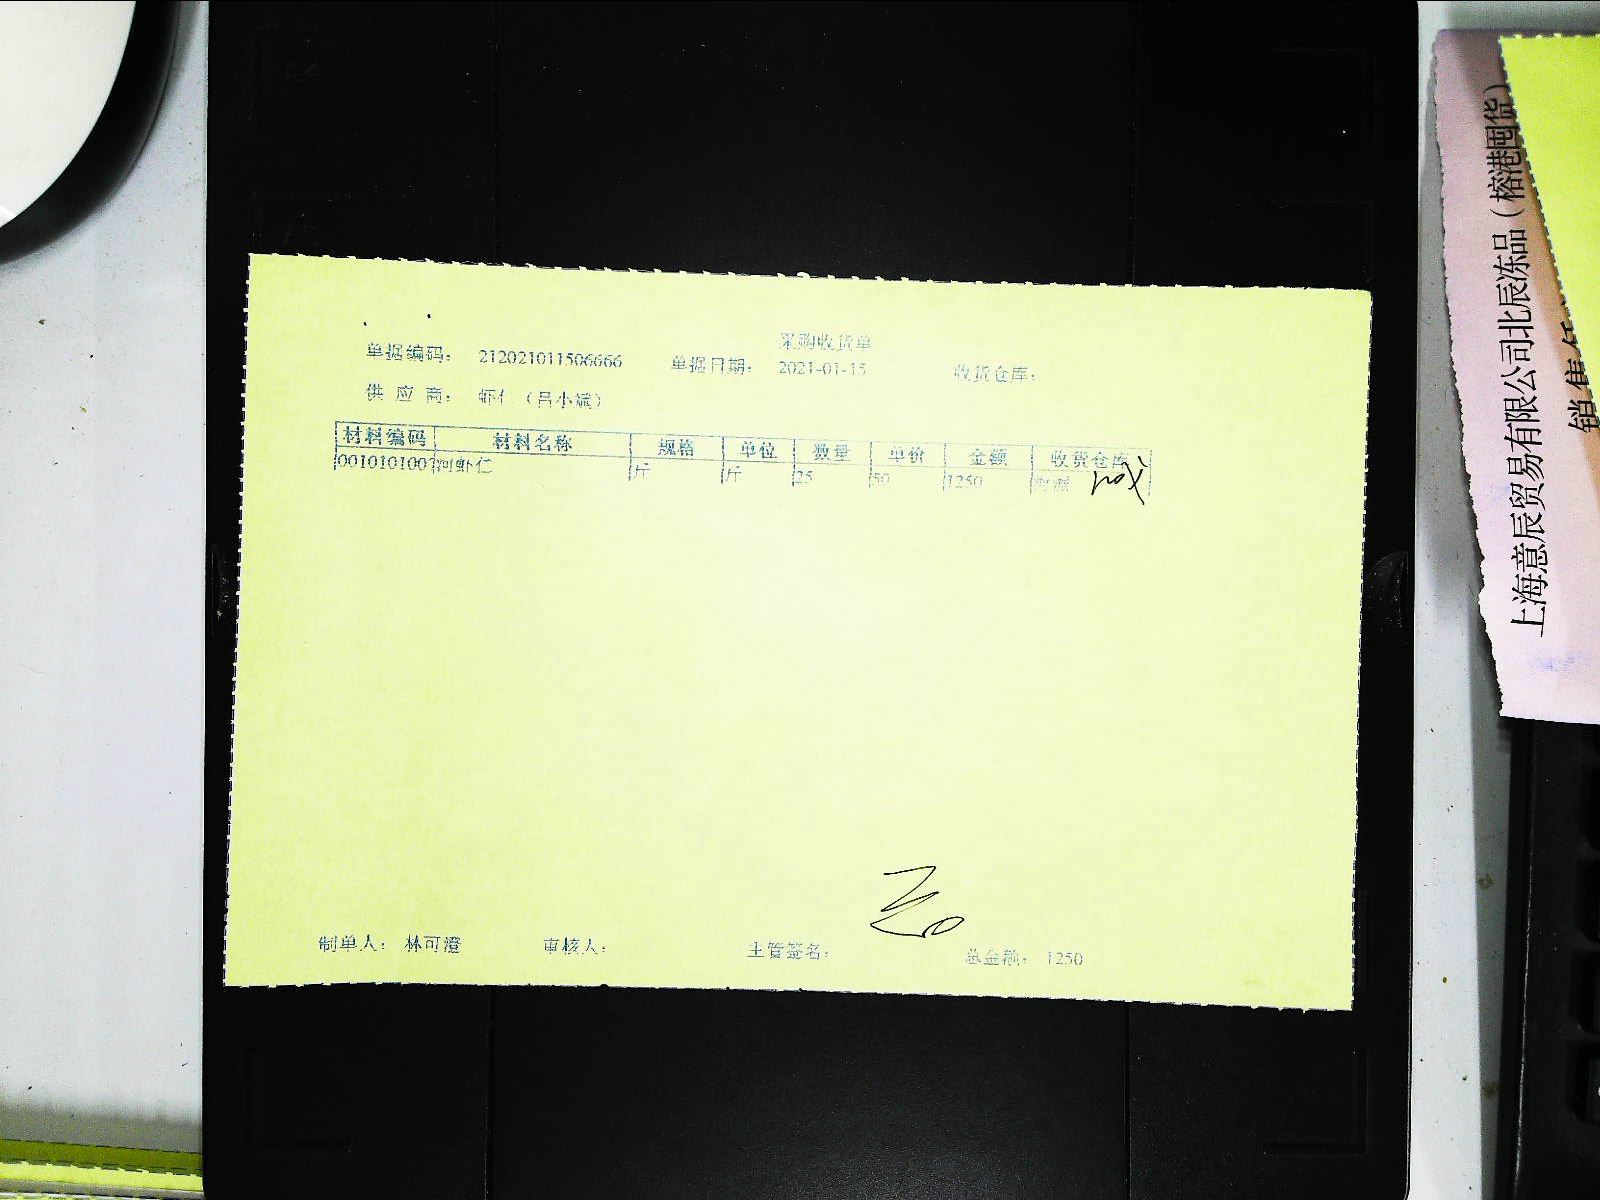 采购收货单
单据编码： 212021011506666 单据日期： 2021-01-15 收货仓库：
供 应 商： 虾仁（吕小斌）
材料编码 材料名称 规格 单位 数量 单价 金额 收货仓库
0010101007 河虾仁 斤 斤 25 50 1250
制单人： 林可澄 审核人： 主管签名： 总金额： 1250
上海意辰贸易有限公司北辰冻品（榕港囤货）
销售